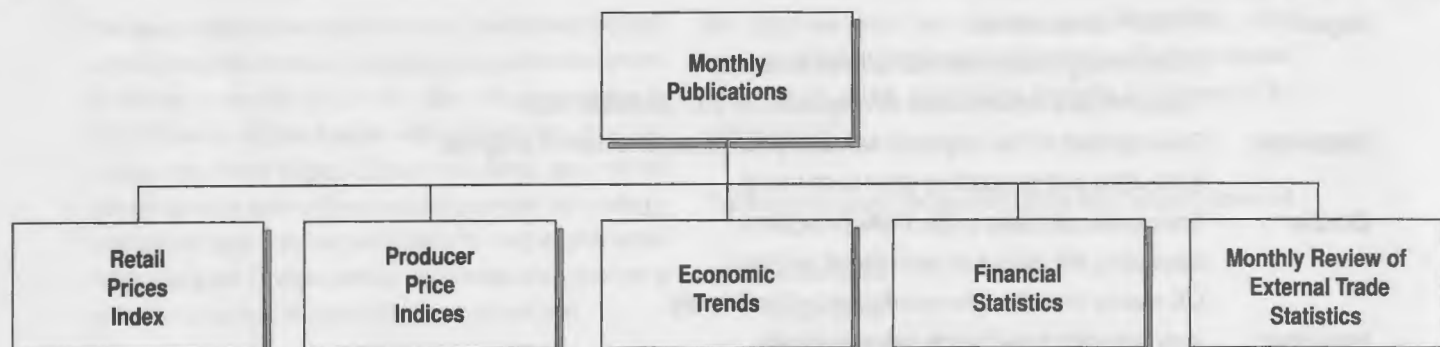 Monthly
Publications
Retail
Prices
Index
Producer
Price
Indices
Economic
Trends
Financial
Statistics
Monthly Review of
External Trade
Statistics